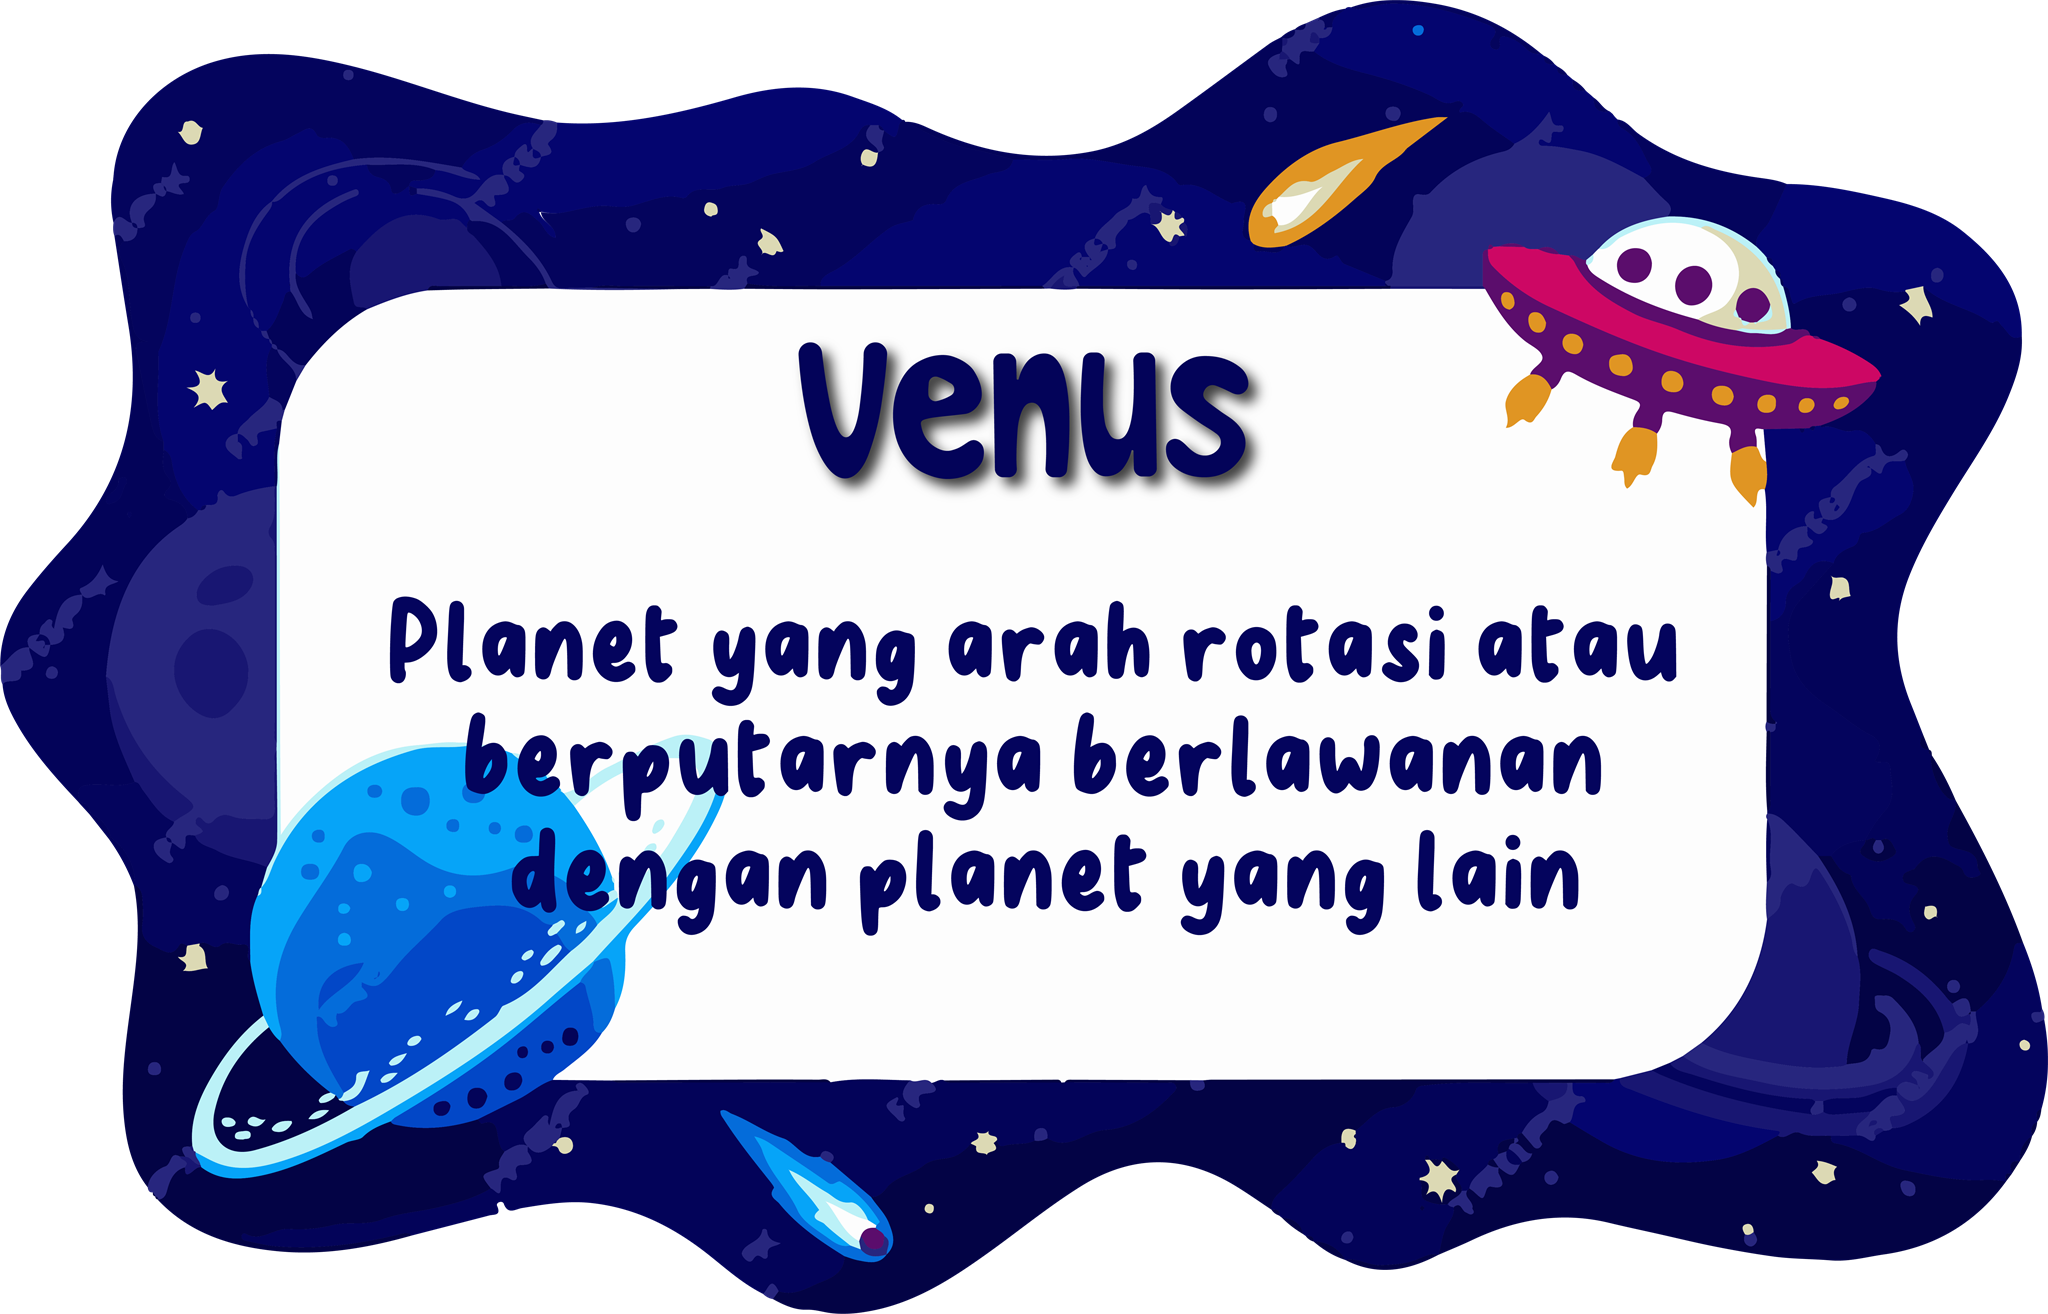 Venus
Planet yang arah rotasi atau
berputarnya berlawanan
dengan planet yang lain